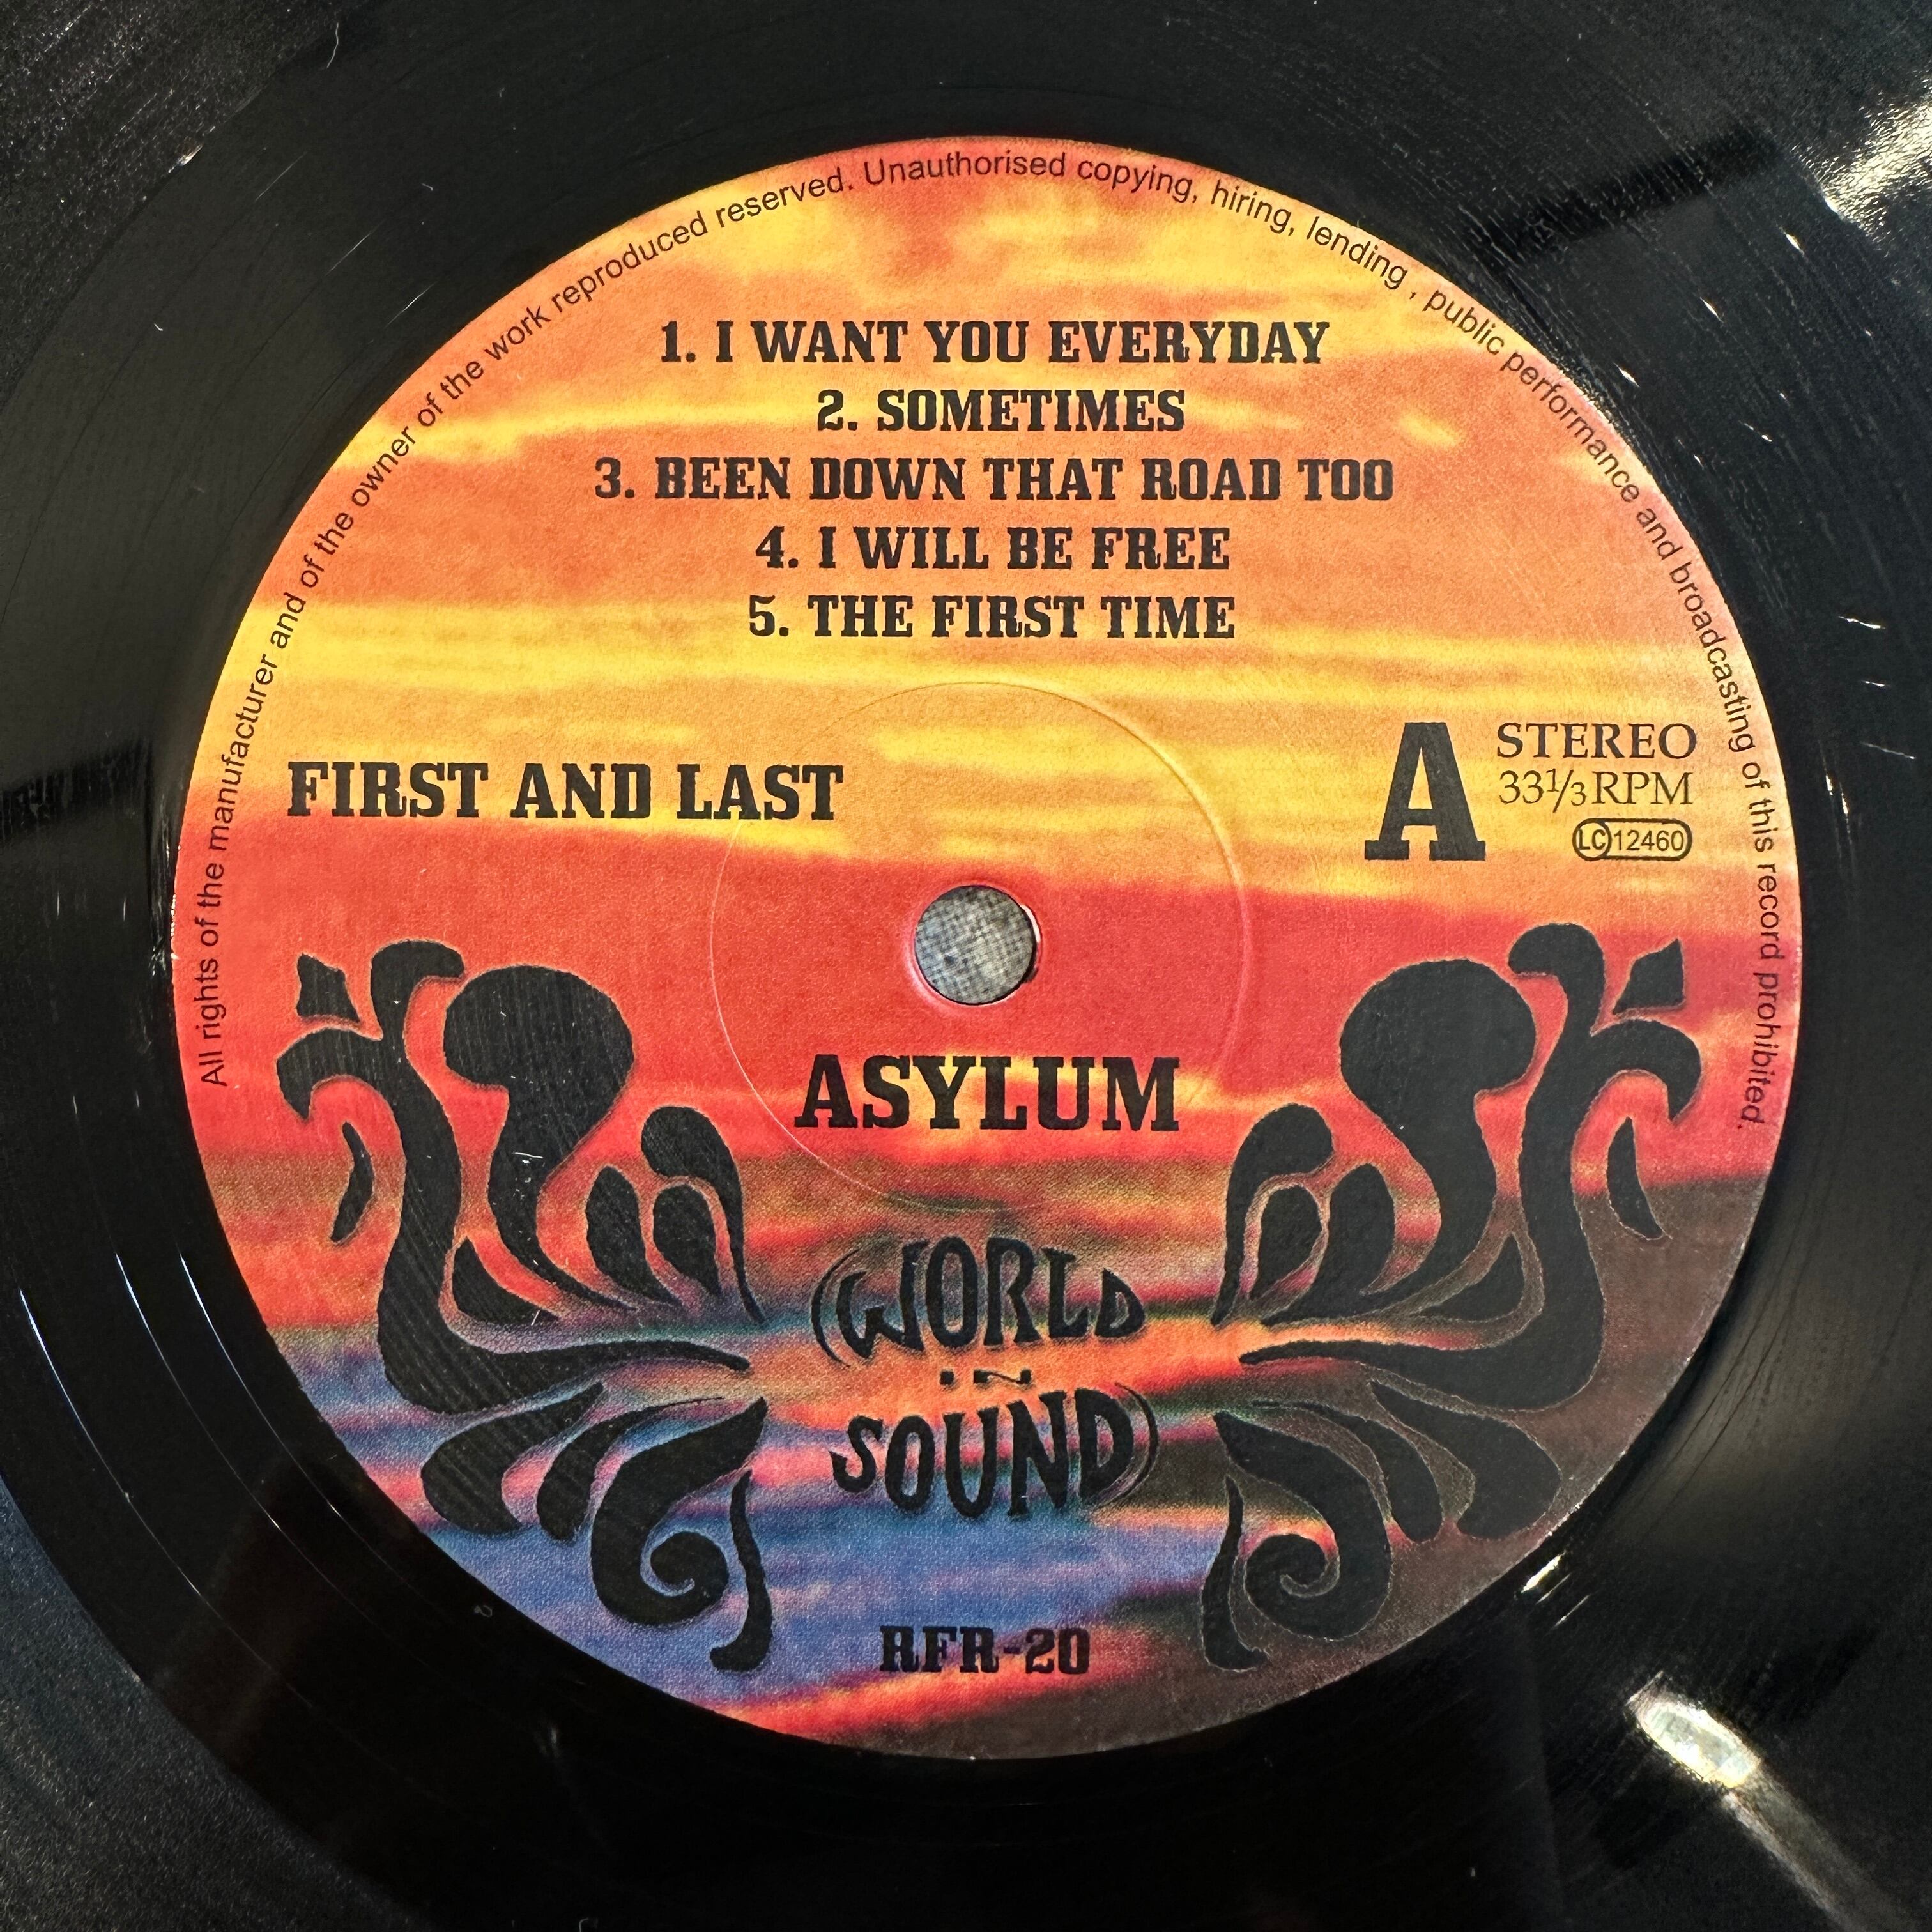 All rights of the manufacturer and of the owner of the work reproduced reserved. Unauthorised copying, hiring, lending , public performance and broadcasting of this record prohibited.
1. I WANT YOU EVERYDAY
2. SOMETIMES
3. BEEN DOWN THAT ROAD TOO
4. I WILL BE FREE
5. THE FIRST TIME
FIRST AND LAST
A
STEREO
33⅓ RPM
LC 12460
ASYLUM
WORLD
IN
SOUND
RFR-20